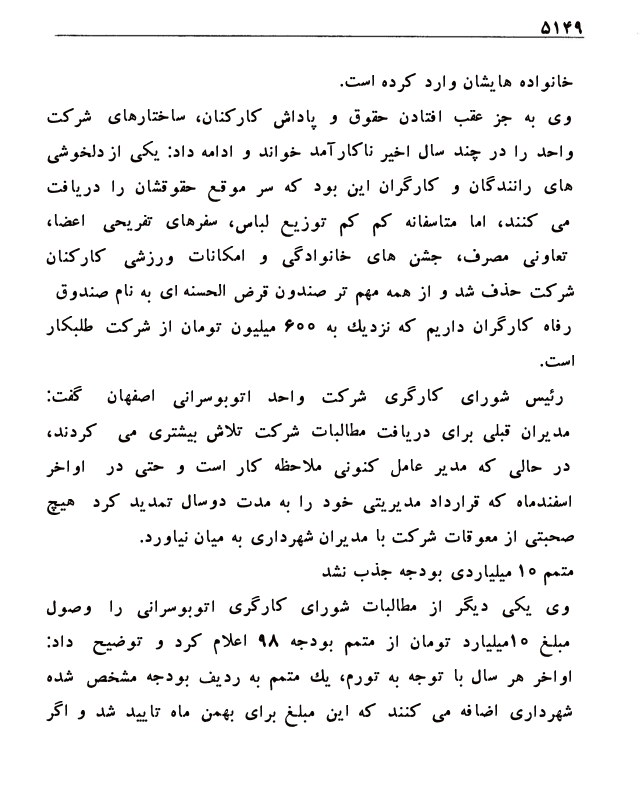 ۵۱۴۹
خانواده هایشان وارد کرده است.
وی به جز عقب افتادن حقوق و پاداش کارکنان، ساختارهای شرکت
واحد را در چند سال اخیر ناکارآمد خواند و ادامه داد: یکی از دلخوشی
های رانندگان و کارگران این بود که سر موقع حقوقشان را دریافت
می کنند، اما متاسفانه کم کم توزیع لباس، سفرهای تفریحی اعضا،
تعاونی مصرف، جشن های خانوادگی و امکانات ورزشی کارکنان
شرکت حذف شد و از همه مهم تر صندون قرض الحسنه ای به نام صندوق
رفاه کارگران داریم که نزدیك به ۶۰۰ میلیون تومان از شرکت طلبکار
است.
رئیس شورای کارگری شرکت واحد اتوبوسرانی اصفهان گفت:
مدیران قبلی برای دریافت مطالبات شرکت تلاش بیشتری می کردند،
در حالی که مدیر عامل کنونی ملاحظه کار است و حتی در اواخر
اسفندماه که قرارداد مدیریتی خود را به مدت دوسال تمدید کرد هیچ
صحبتی از معوقات شرکت با مدیران شهرداری به میان نیاورد.
متمم ۱۰ میلیاردی بودجه جذب نشد
وی یکی دیگر از مطالبات شورای کارگری اتوبوسرانی را وصول
مبلغ ۱۰میلیارد تومان از متمم بودجه ۹۸ اعلام کرد و توضیح داد:
اواخر هر سال با توجه به تورم، یك متمم به ردیف بودجه مشخص شده
شهرداری اضافه می کنند که این مبلغ برای بهمن ماه تایید شد و اگر